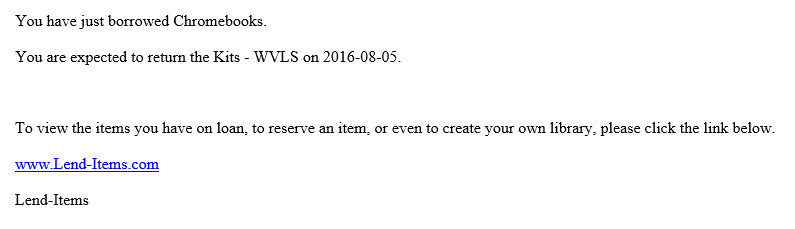 You have just borrowed Chromebooks.
You are expected to return the Kits - WVLS on 2016-08-05.
To view the items you have on loan, to reserve an item, or even to create your own library, please click the link below.
www.Lend-Items.com
Lend-Items